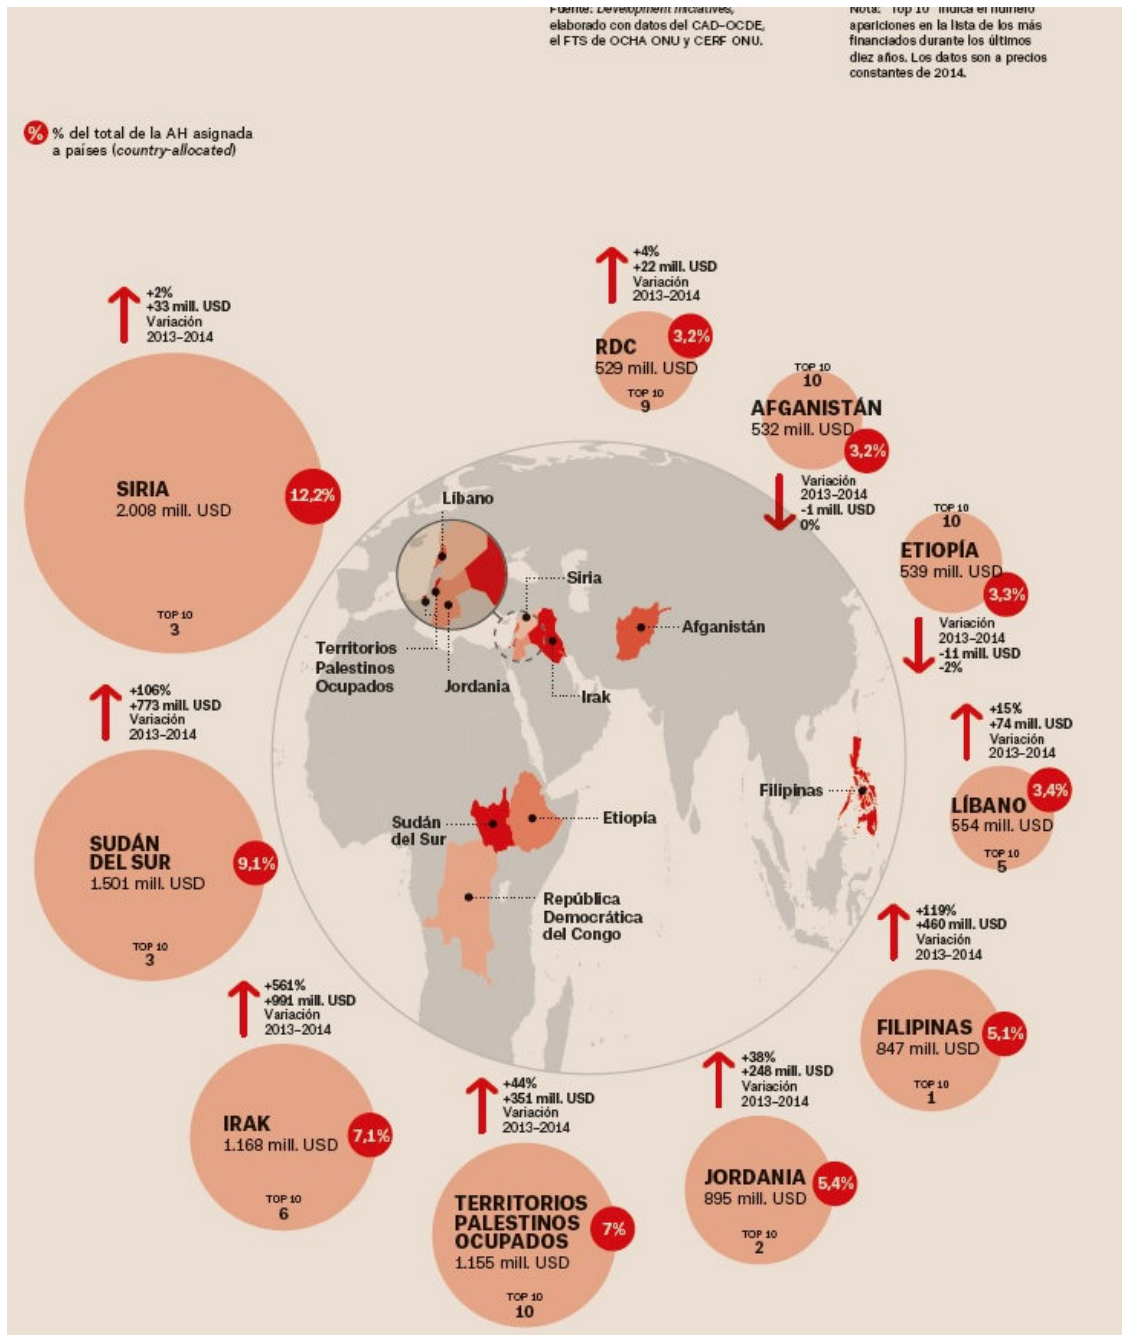 Fuente: Development Initiatives,
elaborado con datos del CAD-OCDE,
el FTS de OCHA ONU y CERF ONU.
Nota: "Top 10" indica el número
apariciones en la lista de los más
financiados durante los últimos
diez años. Los datos son a precios
constantes de 2014.
% % del total de la AH asignada
a países (country-allocated)
+4%
+22 mill. USD
Variación
2013–2014
RDC
3,2%
529 mill. USD
TOP 10
9
+2%
+33 mill. USD
Variación
2013–2014
SIRIA
2.008 mill. USD
12,2%
TOP 10
3
TOP 10
10
AFGANISTÁN
532 mill. USD
3,2%
Variación
2013–2014
-1 mill. USD
0%
TOP 10
10
ETIOPÍA
539 mill. USD
3,3%
Variación
2013–2014
-11 mill. USD
-2%
Líbano
Siria
Territorios
Palestinos
Ocupados
Jordania
Irak
Afganistán
Filipinas
Sudán
del Sur
Etiopía
República
Democrática
del Congo
+106%
+773 mill. USD
Variación
2013–2014
SUDÁN
DEL SUR
1.501 mill. USD
9,1%
TOP 10
3
+15%
+74 mill. USD
Variación
2013–2014
LÍBANO
3,4%
554 mill. USD
TOP 10
5
+119%
+460 mill. USD
Variación
2013–2014
FILIPINAS
847 mill. USD
5,1%
TOP 10
1
+561%
+991 mill. USD
Variación
2013–2014
IRAK
1.168 mill. USD
7,1%
TOP 10
6
+44%
+351 mill. USD
Variación
2013–2014
TERRITORIOS
PALESTINOS
OCUPADOS
1.155 mill. USD
7%
TOP 10
10
+38%
+248 mill. USD
Variación
2013–2014
JORDANIA
895 mill. USD
5,4%
TOP 10
2